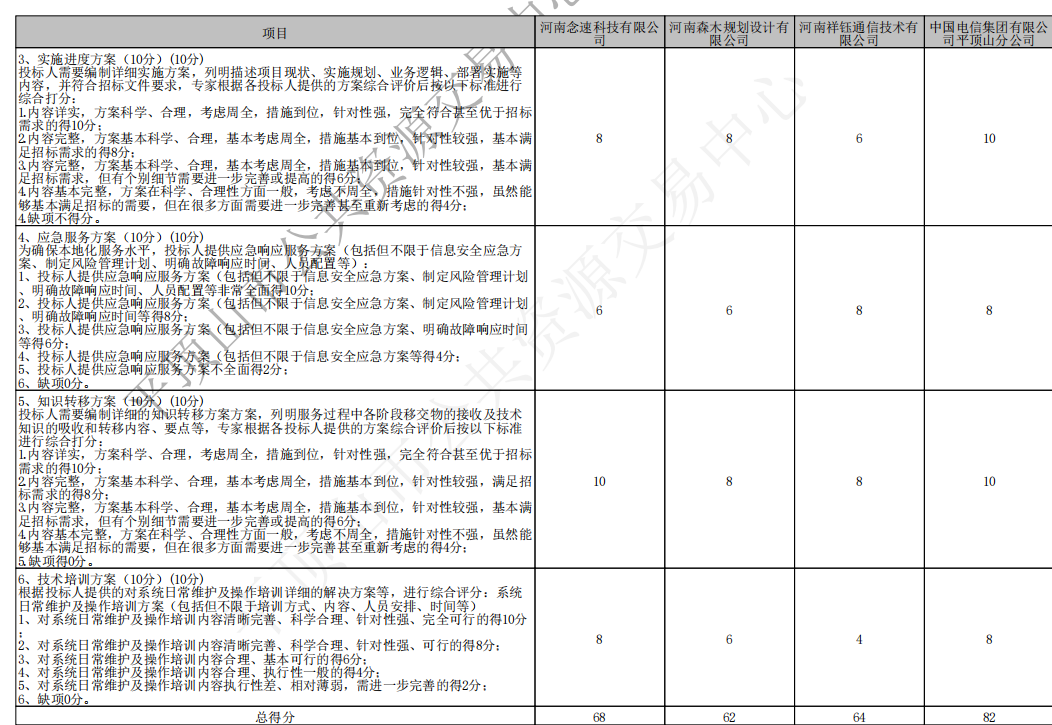 项目
河南念速科技有限公
司
河南森木规划设计有
限公司
河南祥钰通信技术有
限公司
中国电信集团有限公
司平顶山分公司
3、实施进度方案（10分）(10分)
投标人需要编制详细实施方案，列明描述项目现状、实施规划、业务逻辑、部署实施等
内容，并符合招标文件要求，专家根据各投标人提供的方案综合评价后按以下标准进行
综合打分：
1.内容详实，方案科学、合理，考虑周全，措施到位，针对性强，完全符合甚至优于招标
需求的得10分；
2.内容完整，方案基本科学、合理，基本考虑周全，措施基本到位，针对性较强，基本满
足招标需求的得8分；
3.内容完整，方案基本科学、合理，基本考虑周全，措施基本到位，针对性较强，基本满
足招标需求，但有个别细节需要进一步完善或提高的得6分；
4.内容基本完整，方案在科学、合理性方面一般，考虑不周全，措施针对性不强，虽然能
够基本满足招标的需要，但在很多方面需要进一步完善甚至重新考虑的得4分；
4.缺项不得分。
8
8
6
10
4、应急服务方案（10分）(10分)
为确保本地化服务水平，投标人提供应急响应服务方案（包括但不限于信息安全应急方
案、制定风险管理计划、明确故障响应时间、人员配置等）；
1、投标人提供应急响应服务方案（包括但不限于信息安全应急方案、制定风险管理计划
、明确故障响应时间、人员配置等非常全面得10分；
2、投标人提供应急响应服务方案（包括但不限于信息安全应急方案、制定风险管理计划
、明确故障响应时间等得8分；
3、投标人提供应急响应服务方案（包括但不限于信息安全应急方案、明确故障响应时间
等得6分；
4、投标人提供应急响应服务方案（包括但不限于信息安全应急方案等得4分；
5、投标人提供应急响应服务方案不全面得2分；
6、缺项0分。
6
6
8
8
5、知识转移方案（10分）(10分)
投标人需要编制详细的知识转移方案方案，列明服务过程中各阶段移交物的接收及技术
知识的吸收和转移内容、要点等，专家根据各投标人提供的方案综合评价后按以下标准
进行综合打分：
1.内容详实，方案科学、合理，考虑周全，措施到位，针对性强，完全符合甚至优于招标
需求的得10分；
2.内容完整，方案基本科学、合理，基本考虑周全，措施基本到位，针对性较强，满足招
标需求的得8分；
3.内容完整，方案基本科学、合理，基本考虑周全，措施基本到位，针对性较强，基本满
足招标需求，但有个别细节需要进一步完善或提高的得6分；
4.内容基本完整，方案在科学、合理性方面一般，考虑不周全，措施针对性不强，虽然能
够基本满足招标的需要，但在很多方面需要进一步完善甚至重新考虑的得4分；
5.缺项得0分。
10
8
8
10
6、技术培训方案（10分）(10分)
根据投标人提供的对系统日常维护及操作培训详细的解决方案等，进行综合评分：系统
日常维护及操作培训方案（包括但不限于培训方式、内容、人员安排、时间等）
1、对系统日常维护及操作培训内容清晰完善、科学合理、针对性强、完全可行的得10分
；
2、对系统日常维护及操作培训内容清晰完善、科学合理、针对性强、可行的得8分；
3、对系统日常维护及操作培训内容合理、基本可行的得6分；
4、对系统日常维护及操作培训内容合理、执行性一般的得4分；
5、对系统日常维护及操作培训内容执行性差、相对薄弱，需进一步完善的得2分；
6、缺项0分。
8
6
4
8
总得分
68
62
64
82
平顶山市公共资源交易中心
平顶山市公共资源交易中心